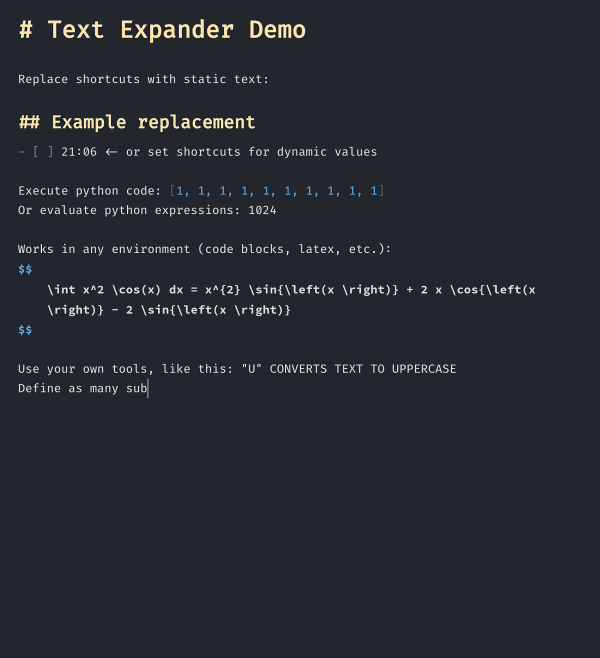 # Text Expander Demo
Replace shortcuts with static text:
## Example replacement
- [ ] 21:06 ← or set shortcuts for dynamic values
Execute python code: [1, 1, 1, 1, 1, 1, 1, 1, 1, 1]
Or evaluate python expressions: 1024
Works in any environment (code blocks, latex, etc.):
$$
\int x^2 \cos(x) dx = x^{2} \sin{\left(x \right)} + 2 x \cos{\left(x
\right)} - 2 \sin{\left(x \right)}
$$
Use your own tools, like this: "U" CONVERTS TEXT TO UPPERCASE
Define as many sub